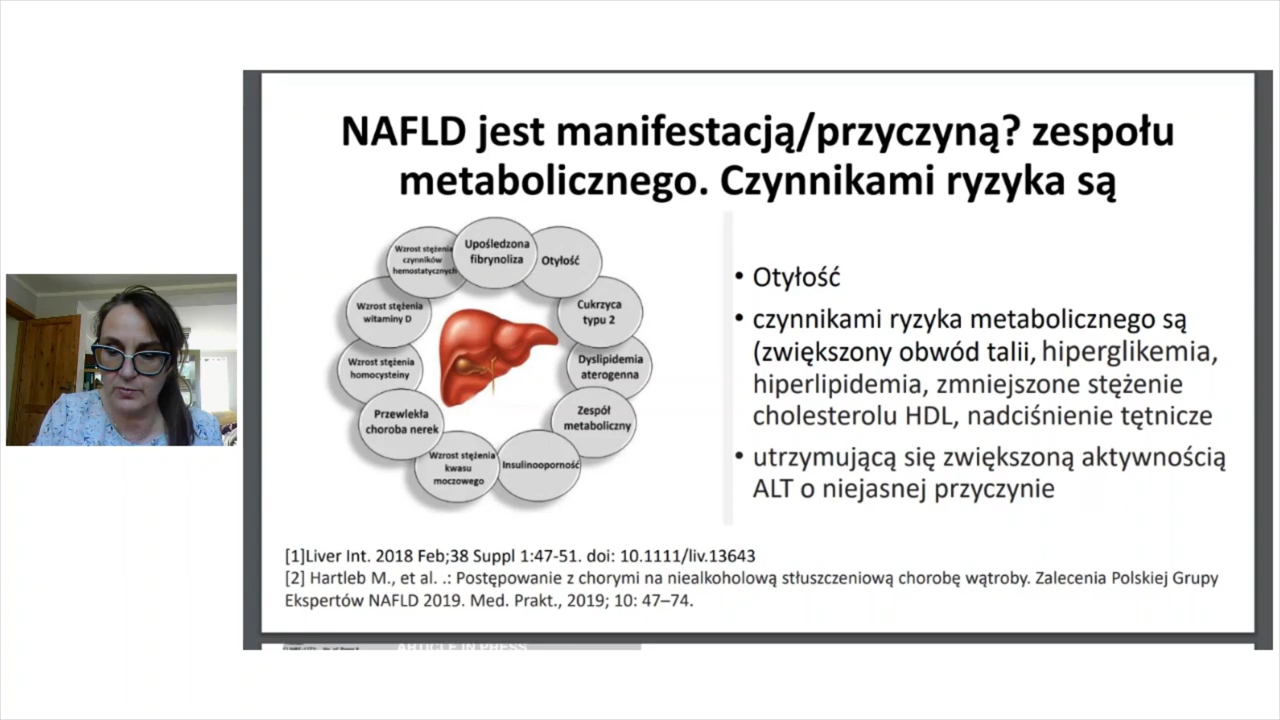 NAFLD jest manifestacją/przyczyną? zespołu
metabolicznego. Czynnikami ryzyka są
Wzrost stężenia
czynników
hemostatycznych
Upośledzona
fibrynoliza
Otyłość
Wzrost stężenia
witaminy D
Cukrzyca
typu 2
Wzrost stężenia
homocysteiny
Dyslipidemia
aterogenna
Przewlekła
choroba nerek
Zespół
metaboliczny
Wzrost stężenia
kwasu
moczowego
Insulinooporność
• Otyłość
• czynnikami ryzyka metabolicznego są
(zwiększony obwód talii, hiperglikemia,
hiperlipidemia, zmniejszone stężenie
cholesterolu HDL, nadciśnienie tętnicze
• utrzymującą się zwiększoną aktywnością
ALT o niejasnej przyczynie
[1]Liver Int. 2018 Feb;38 Suppl 1:47-51. doi: 10.1111/liv.13643
[2] Hartleb M., et al. .: Postępowanie z chorymi na niealkoholową stłuszczeniową chorobę wątroby. Zalecenia Polskiej Grupy
Ekspertów NAFLD 2019. Med. Prakt., 2019; 10: 47–74.
ARTICLE IN PRESS